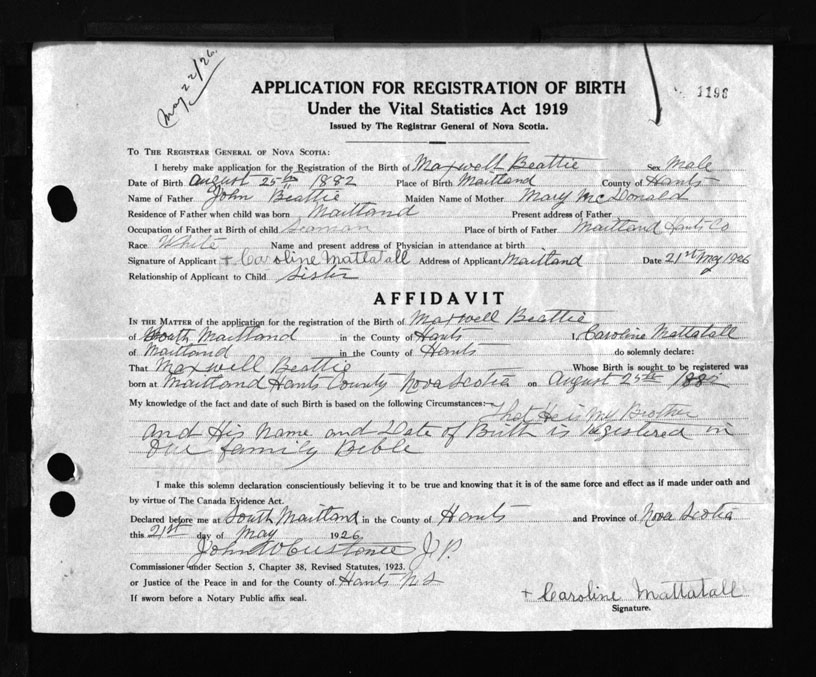 May 22/26.
1196
APPLICATION FOR REGISTRATION OF BIRTH
Under the Vital Statistics Act 1919
Issued by The Registrar General of Nova Scotia.
To The Registrar General of Nova Scotia:
I hereby make application for the Registration of the Birth of Maxwell Beattie Sex Male
Date of Birth August 25th 1882 Place of Birth Maitland County of Hants
Name of Father John Beattie Maiden Name of Mother Mary McDonald
Residence of Father when child was born Maitland Present address of Father
Occupation of Father at Birth of child Seaman Place of birth of Father Maitland Hants Co
Race White Name and present address of Physician in attendance at birth
Signature of Applicant + Caroline Mattatall Address of Applicant Maitland Date 21st May 1926
Relationship of Applicant to Child Sister
AFFIDAVIT
In the Matter of the application for the registration of the Birth of Maxwell Beattie
of South Maitland in the County of Hants I, Caroline Mattatall
of Maitland in the County of Hants do solemnly declare:
That Maxwell Beattie Whose Birth is sought to be registered was
born at Maitland Hants County Nova Scotia on August 25th 1882
My knowledge of the fact and date of such Birth is based on the following Circumstances:— That He is My Brother
and His Name and Date of Birth is Registered in
Our family Bible
I make this solemn declaration conscientiously believing it to be true and knowing that it is of the same force and effect as if made under oath and
by virtue of The Canada Evidence Act.
Declared before me at South Maitland in the County of Hants and Province of Nova Scotia
this 21st day of May 1926
John W Custance J.P.
Commissioner under Section 5, Chapter 38, Revised Statutes, 1923.
or Justice of the Peace in and for the County of Hants N S
If sworn before a Notary Public affix seal.
+ Caroline Mattatall
Signature.